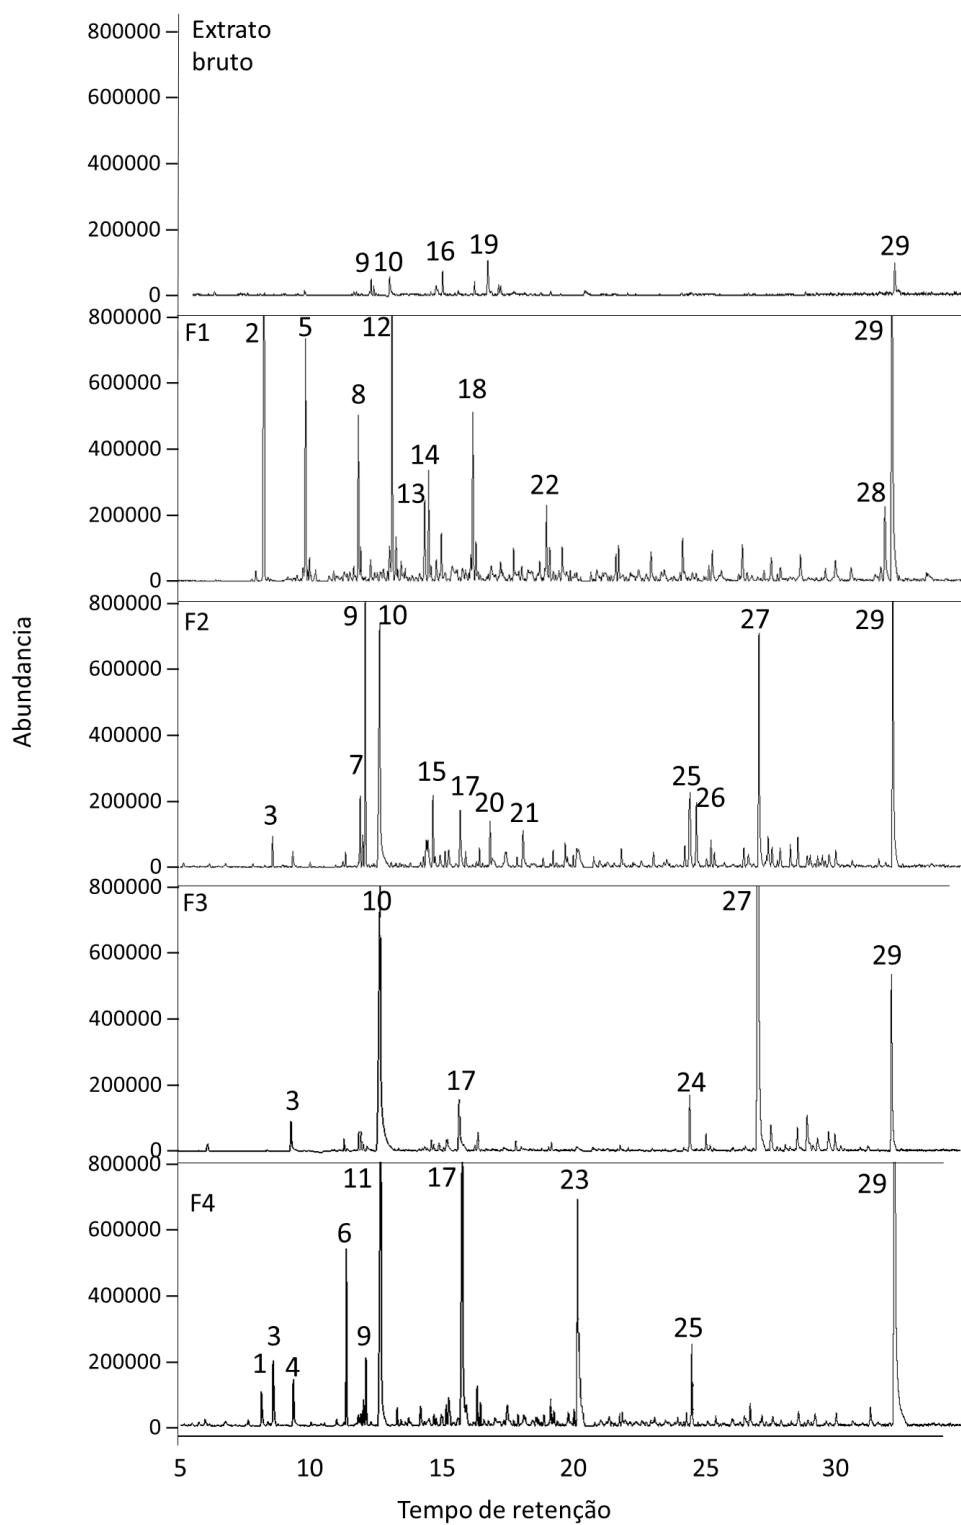 Extrato
bruto
800000
600000
400000
200000
0
9 10 16 19 29
F1
800000
600000
400000
200000
0
2 5 8 12 13 14 18 22 28 29
F2
800000
600000
400000
200000
0
3 7 9 10 15 17 20 21 25 26 27 29
F3
800000
600000
400000
200000
0
3 10 17 24 27 29
F4
800000
600000
400000
200000
0
1 3 4 6 9 11 17 23 25 29
5 10 15 20 25 30
Tempo de retenção
Abundancia